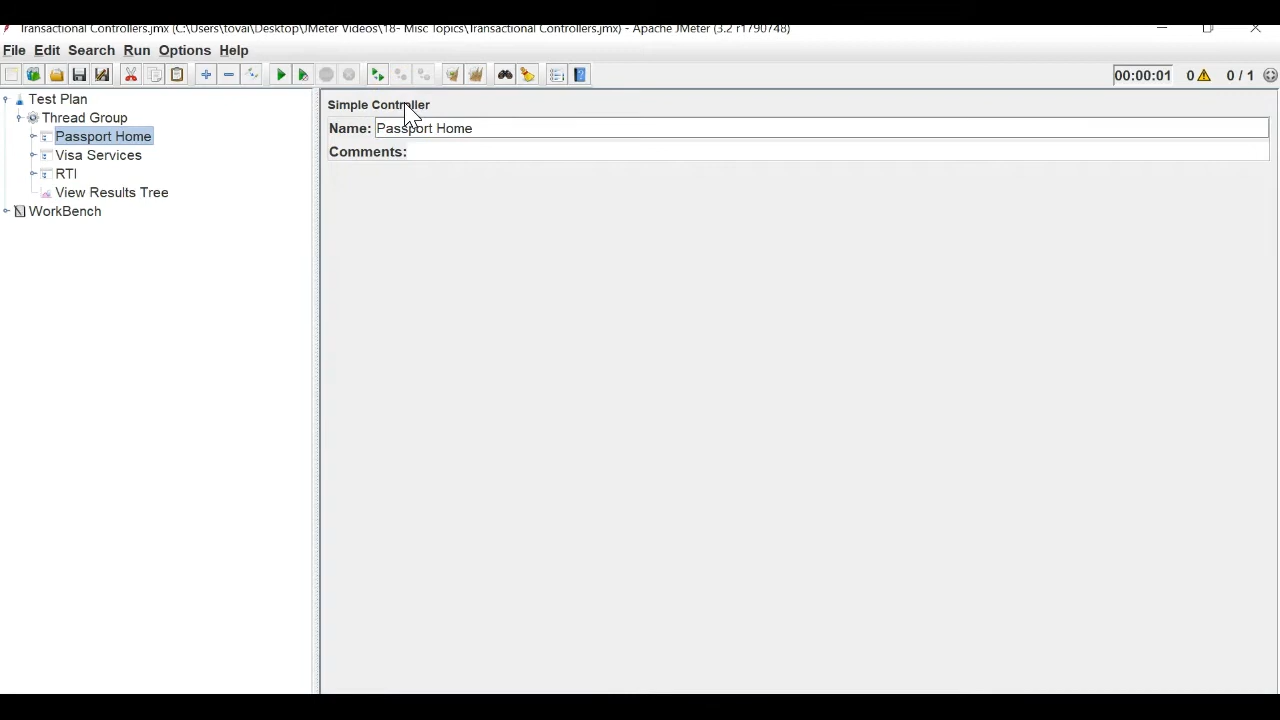 Transactional Controllers.jmx (C:\Users\tovai\Desktop\JMeter Videos\18- Misc Topics\Transactional Controllers.jmx) - Apache JMeter (3.2 r1790748)
File Edit Search Run Options Help
00:00:01 0 0 / 1
Test Plan
Thread Group
Passport Home
Visa Services
RTI
View Results Tree
WorkBench
Simple Controller
Name: Passport Home
Comments: